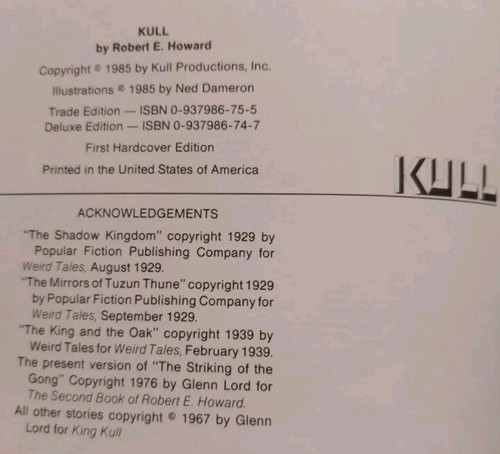 KULL
by Robert E. Howard
Copyright © 1985 by Kull Productions, Inc.
Illustrations © 1985 by Ned Dameron
Trade Edition — ISBN 0-937986-75-5
Deluxe Edition — ISBN 0-937986-74-7
First Hardcover Edition
Printed in the United States of America
KULL
ACKNOWLEDGEMENTS
"The Shadow Kingdom" copyright 1929 by
Popular Fiction Publishing Company for
Weird Tales, August 1929.
"The Mirrors of Tuzun Thune" copyright 1929
by Popular Fiction Publishing Company for
Weird Tales, September 1929.
"The King and the Oak" copyright 1939 by
Weird Tales for Weird Tales, February 1939.
The present version of "The Striking of the
Gong" Copyright 1976 by Glenn Lord for
The Second Book of Robert E. Howard.
All other stories copyright © 1967 by Glenn
Lord for King Kull